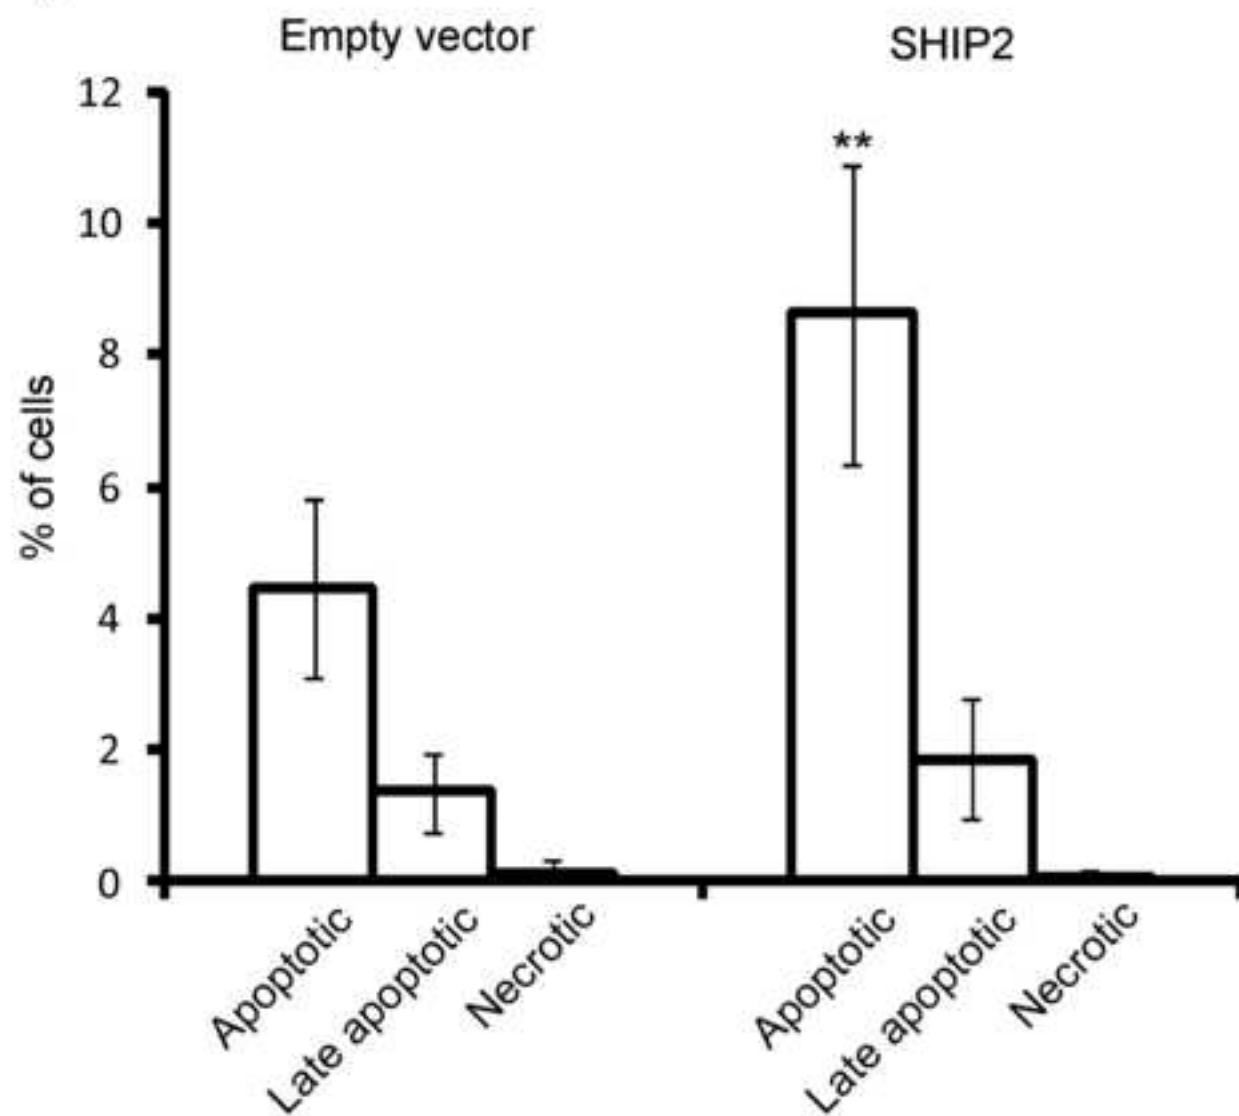 Empty vector
SHIP2
12
10
8
6
4
2
0
% of cells
**
Apoptotic
Late apoptotic
Necrotic
Apoptotic
Late apoptotic
Necrotic